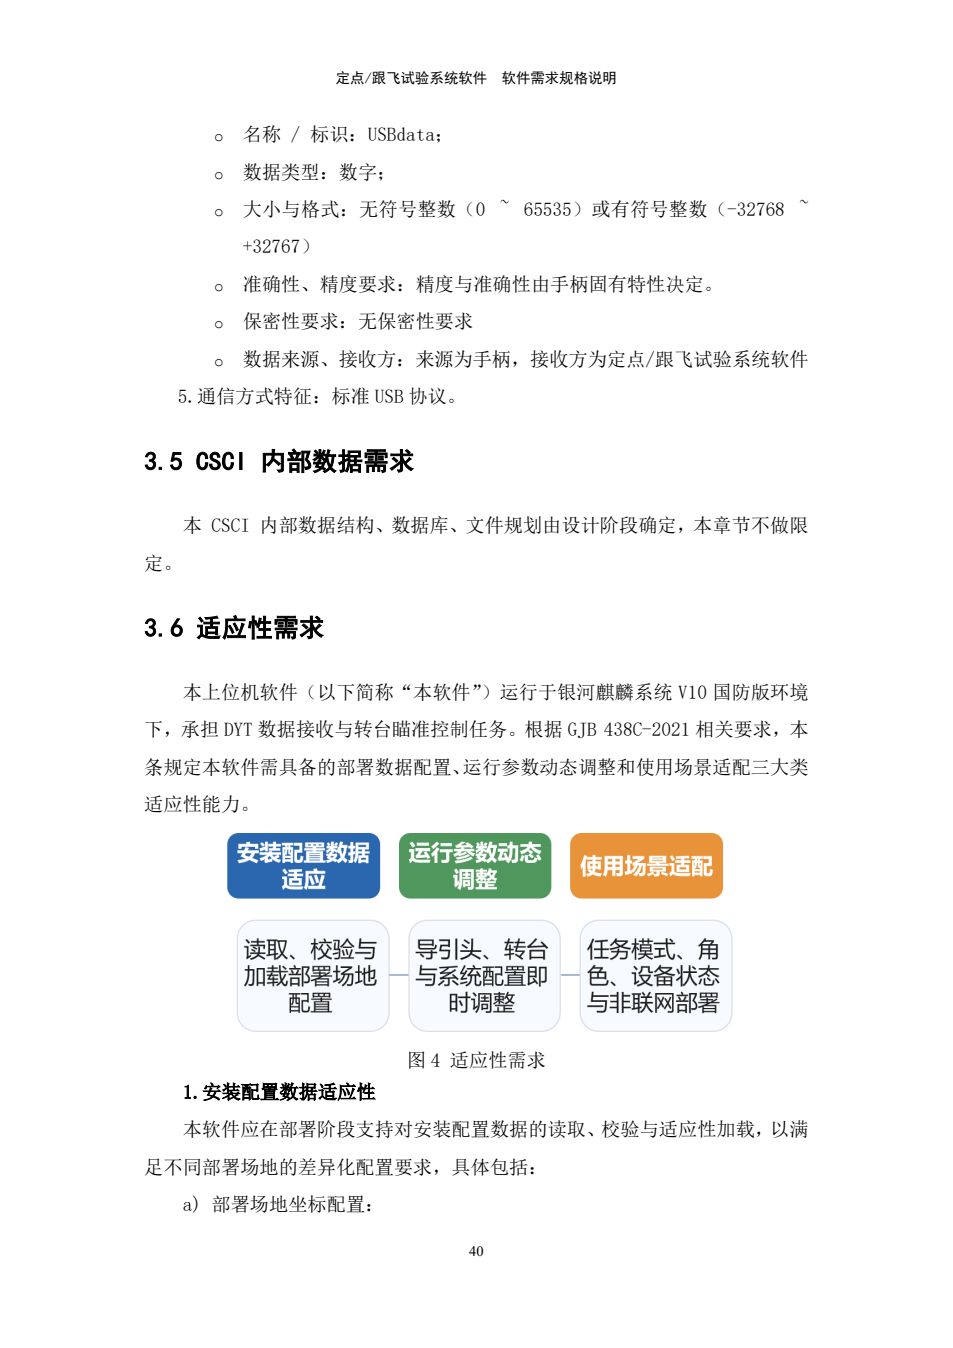 定点/跟飞试验系统软件　软件需求规格说明
o 名称 / 标识：USBdata；
o 数据类型：数字；
o 大小与格式：无符号整数（0 ~ 65535）或有符号整数（-32768 ~
+32767）
o 准确性、精度要求：精度与准确性由手柄固有特性决定。
o 保密性要求：无保密性要求
o 数据来源、接收方：来源为手柄，接收方为定点/跟飞试验系统软件
5.通信方式特征：标准 USB 协议。
3.5 CSCI 内部数据需求
本 CSCI 内部数据结构、数据库、文件规划由设计阶段确定，本章节不做限
定。
3.6 适应性需求
本上位机软件（以下简称“本软件”）运行于银河麒麟系统 V10 国防版环境
下，承担 DYT 数据接收与转台瞄准控制任务。根据 GJB 438C-2021 相关要求，本
条规定本软件需具备的部署数据配置、运行参数动态调整和使用场景适配三大类
适应性能力。
安装配置数据
适应
运行参数动态
调整
使用场景适配
读取、校验与
加载部署场地
配置
导引头、转台
与系统配置即
时调整
任务模式、角
色、设备状态
与非联网部署
图 4 适应性需求
1.安装配置数据适应性
本软件应在部署阶段支持对安装配置数据的读取、校验与适应性加载，以满
足不同部署场地的差异化配置要求，具体包括：
a) 部署场地坐标配置：
40